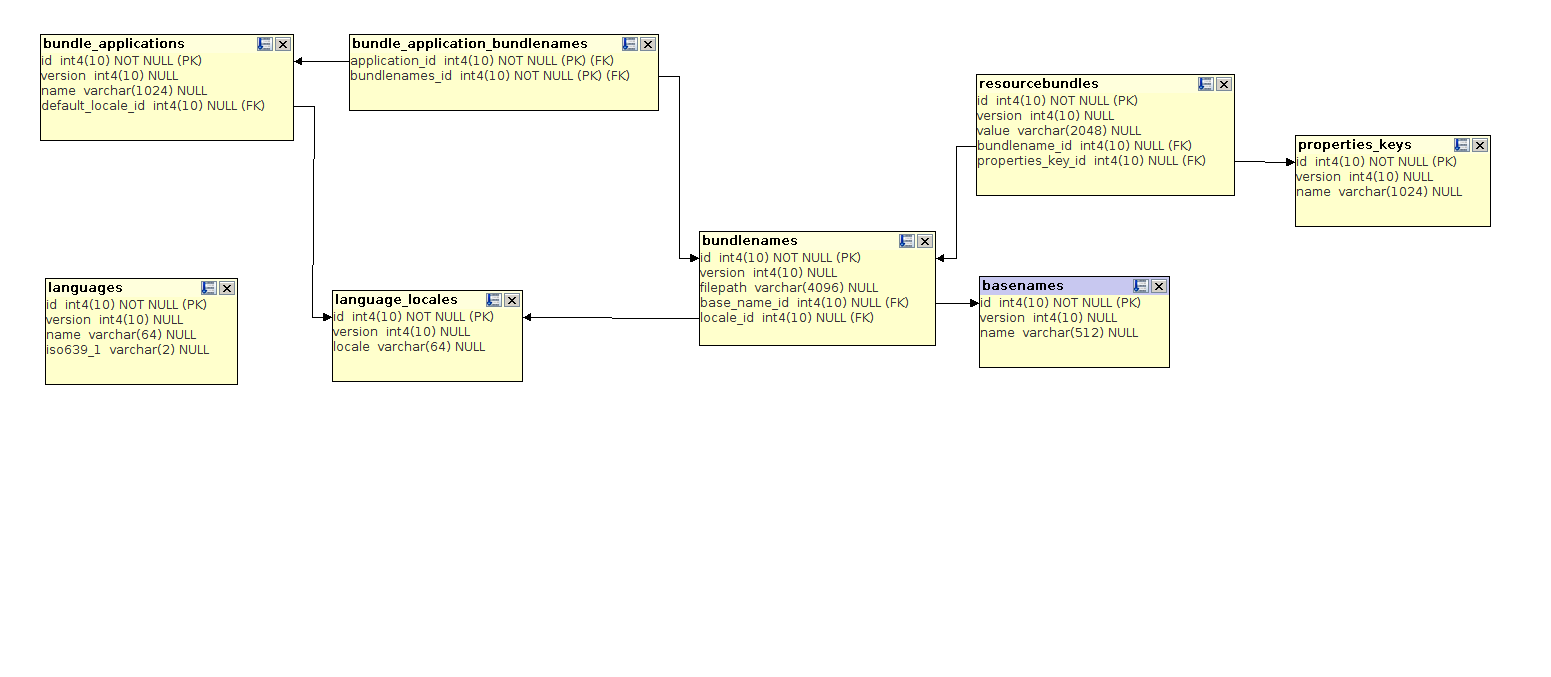 bundle_applications
id int4(10) NOT NULL (PK)
version int4(10) NULL
name varchar(1024) NULL
default_locale_id int4(10) NULL (FK)
bundle_application_bundlenames
application_id int4(10) NOT NULL (PK) (FK)
bundlenames_id int4(10) NOT NULL (PK) (FK)
resourcebundles
id int4(10) NOT NULL (PK)
version int4(10) NULL
value varchar(2048) NULL
bundlename_id int4(10) NULL (FK)
properties_key_id int4(10) NULL (FK)
properties_keys
id int4(10) NOT NULL (PK)
version int4(10) NULL
name varchar(1024) NULL
bundlenames
id int4(10) NOT NULL (PK)
version int4(10) NULL
filepath varchar(4096) NULL
base_name_id int4(10) NULL (FK)
locale_id int4(10) NULL (FK)
languages
id int4(10) NOT NULL (PK)
version int4(10) NULL
name varchar(64) NULL
iso639_1 varchar(2) NULL
language_locales
id int4(10) NOT NULL (PK)
version int4(10) NULL
locale varchar(64) NULL
basenames
id int4(10) NOT NULL (PK)
version int4(10) NULL
name varchar(512) NULL